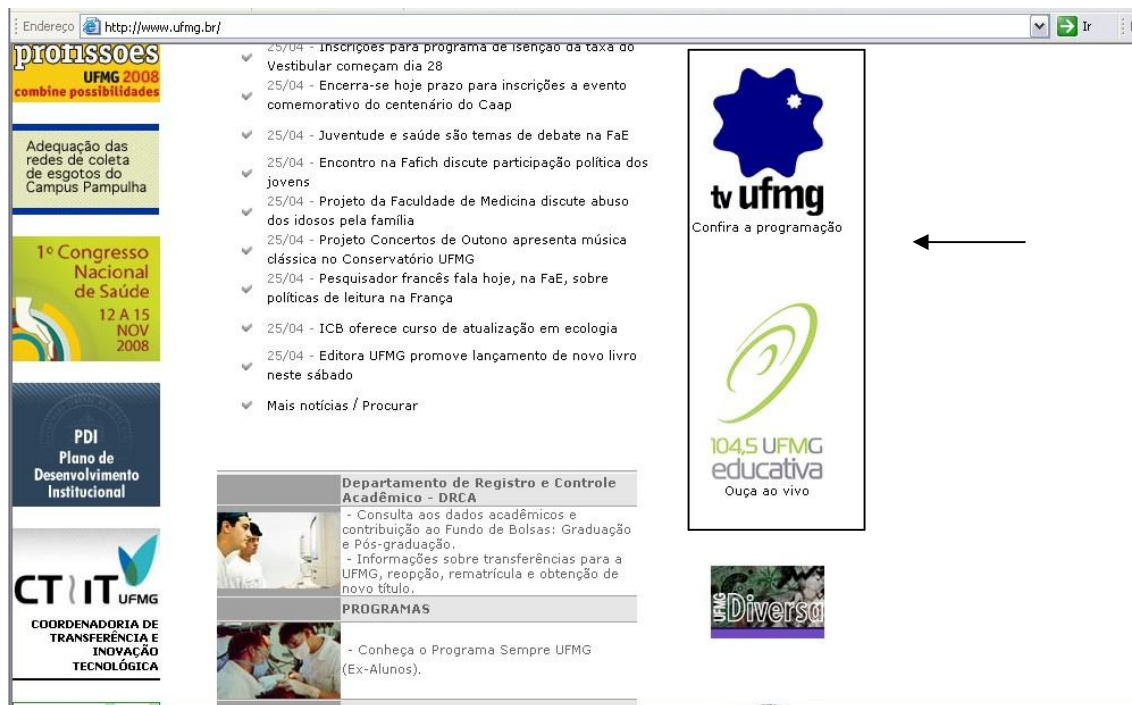 Endereço http://www.ufmg.br/ Ir
profissões
UFMG 2008
combine possibilidades
Adequação das
redes de coleta
de esgotos do
Campus Pampulha
1º Congresso
Nacional
de Saúde
12 A 15
NOV
2008
PDI
Plano de
Desenvolvimento
Institucional
CT IT UFMG
COORDENADORIA DE
TRANSFERÊNCIA E
INOVAÇÃO
TECNOLÓGICA
25/04 - Inscrições para programa de isenção da taxa do
Vestibular começam dia 28
25/04 - Encerra-se hoje prazo para inscrições a evento
comemorativo do centenário do Caap
25/04 - Juventude e saúde são temas de debate na FaE
25/04 - Encontro na Fafich discute participação política dos
jovens
25/04 - Projeto da Faculdade de Medicina discute abuso
dos idosos pela família
25/04 - Projeto Concertos de Outono apresenta música
clássica no Conservatório UFMG
25/04 - Pesquisador francês fala hoje, na FaE, sobre
políticas de leitura na França
25/04 - ICB oferece curso de atualização em ecologia
25/04 - Editora UFMG promove lançamento de novo livro
neste sábado
Mais notícias / Procurar
Departamento de Registro e Controle
Acadêmico - DRCA
- Consulta aos dados acadêmicos e
contribuição ao Fundo de Bolsas: Graduação
e Pós-graduação.
- Informações sobre transferências para a
UFMG, reopção, rematrícula e obtenção de
novo título.
PROGRAMAS
- Conheça o Programa Sempre UFMG
(Ex-Alunos).
tv ufmg
Confira a programação
104,5 UFMG
educativa
Ouça ao vivo
UFMG Diversa